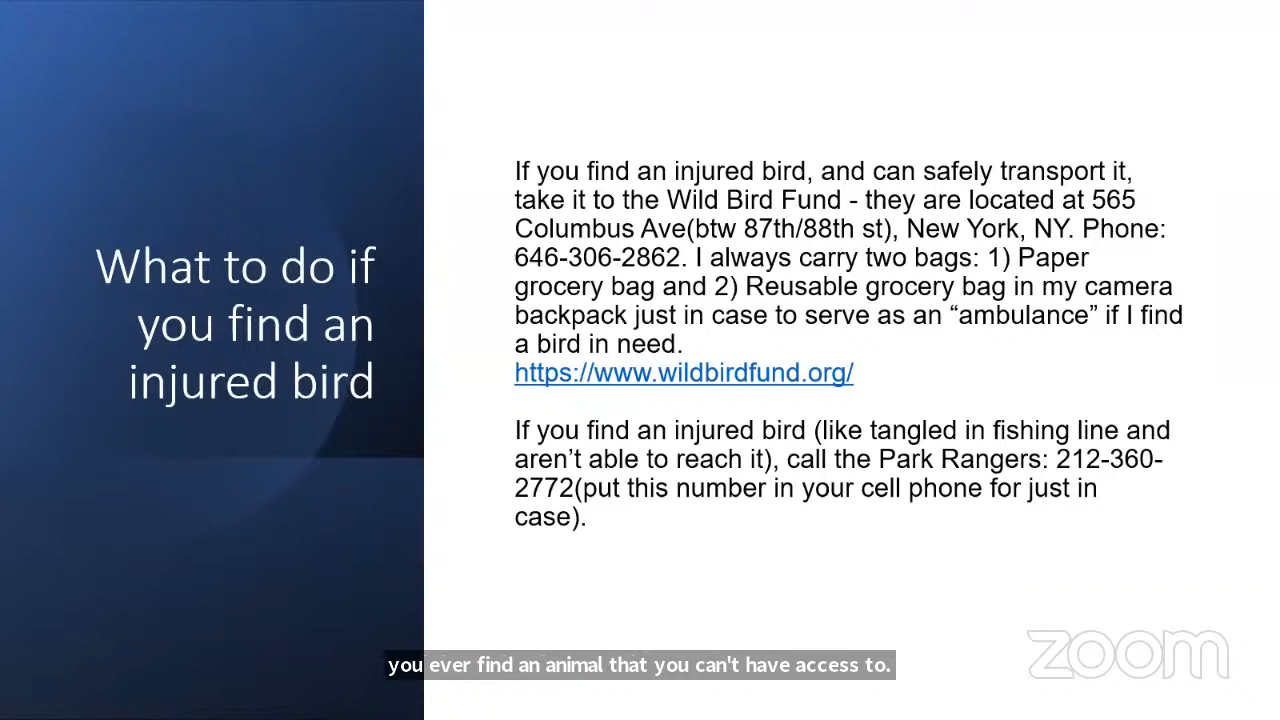 What to do if
you find an
injured bird
If you find an injured bird, and can safely transport it,
take it to the Wild Bird Fund - they are located at 565
Columbus Ave(btw 87th/88th st), New York, NY. Phone:
646-306-2862. I always carry two bags: 1) Paper
grocery bag and 2) Reusable grocery bag in my camera
backpack just in case to serve as an “ambulance” if I find
a bird in need.
https://www.wildbirdfund.org/
If you find an injured bird (like tangled in fishing line and
aren’t able to reach it), call the Park Rangers: 212-360-
2772(put this number in your cell phone for just in
case).
you ever find an animal that you can't have access to.
zoom